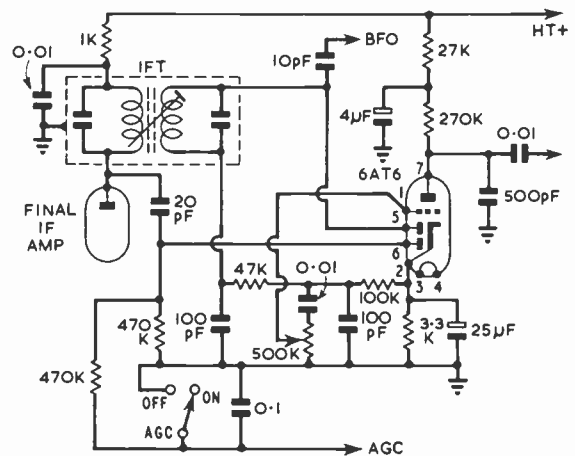 1K
HT+
0·01
IFT
10pF
BFO
27K
4µF
270K
0·01
6AT6
7
1
5
6
2
3 4
500pF
FINAL
IF
AMP
20
pF
47K
0·01
100K
470
K
100
pF
500K
100
pF
3·3
K
25µF
470K
OFF
ON
AGC
0·1
AGC